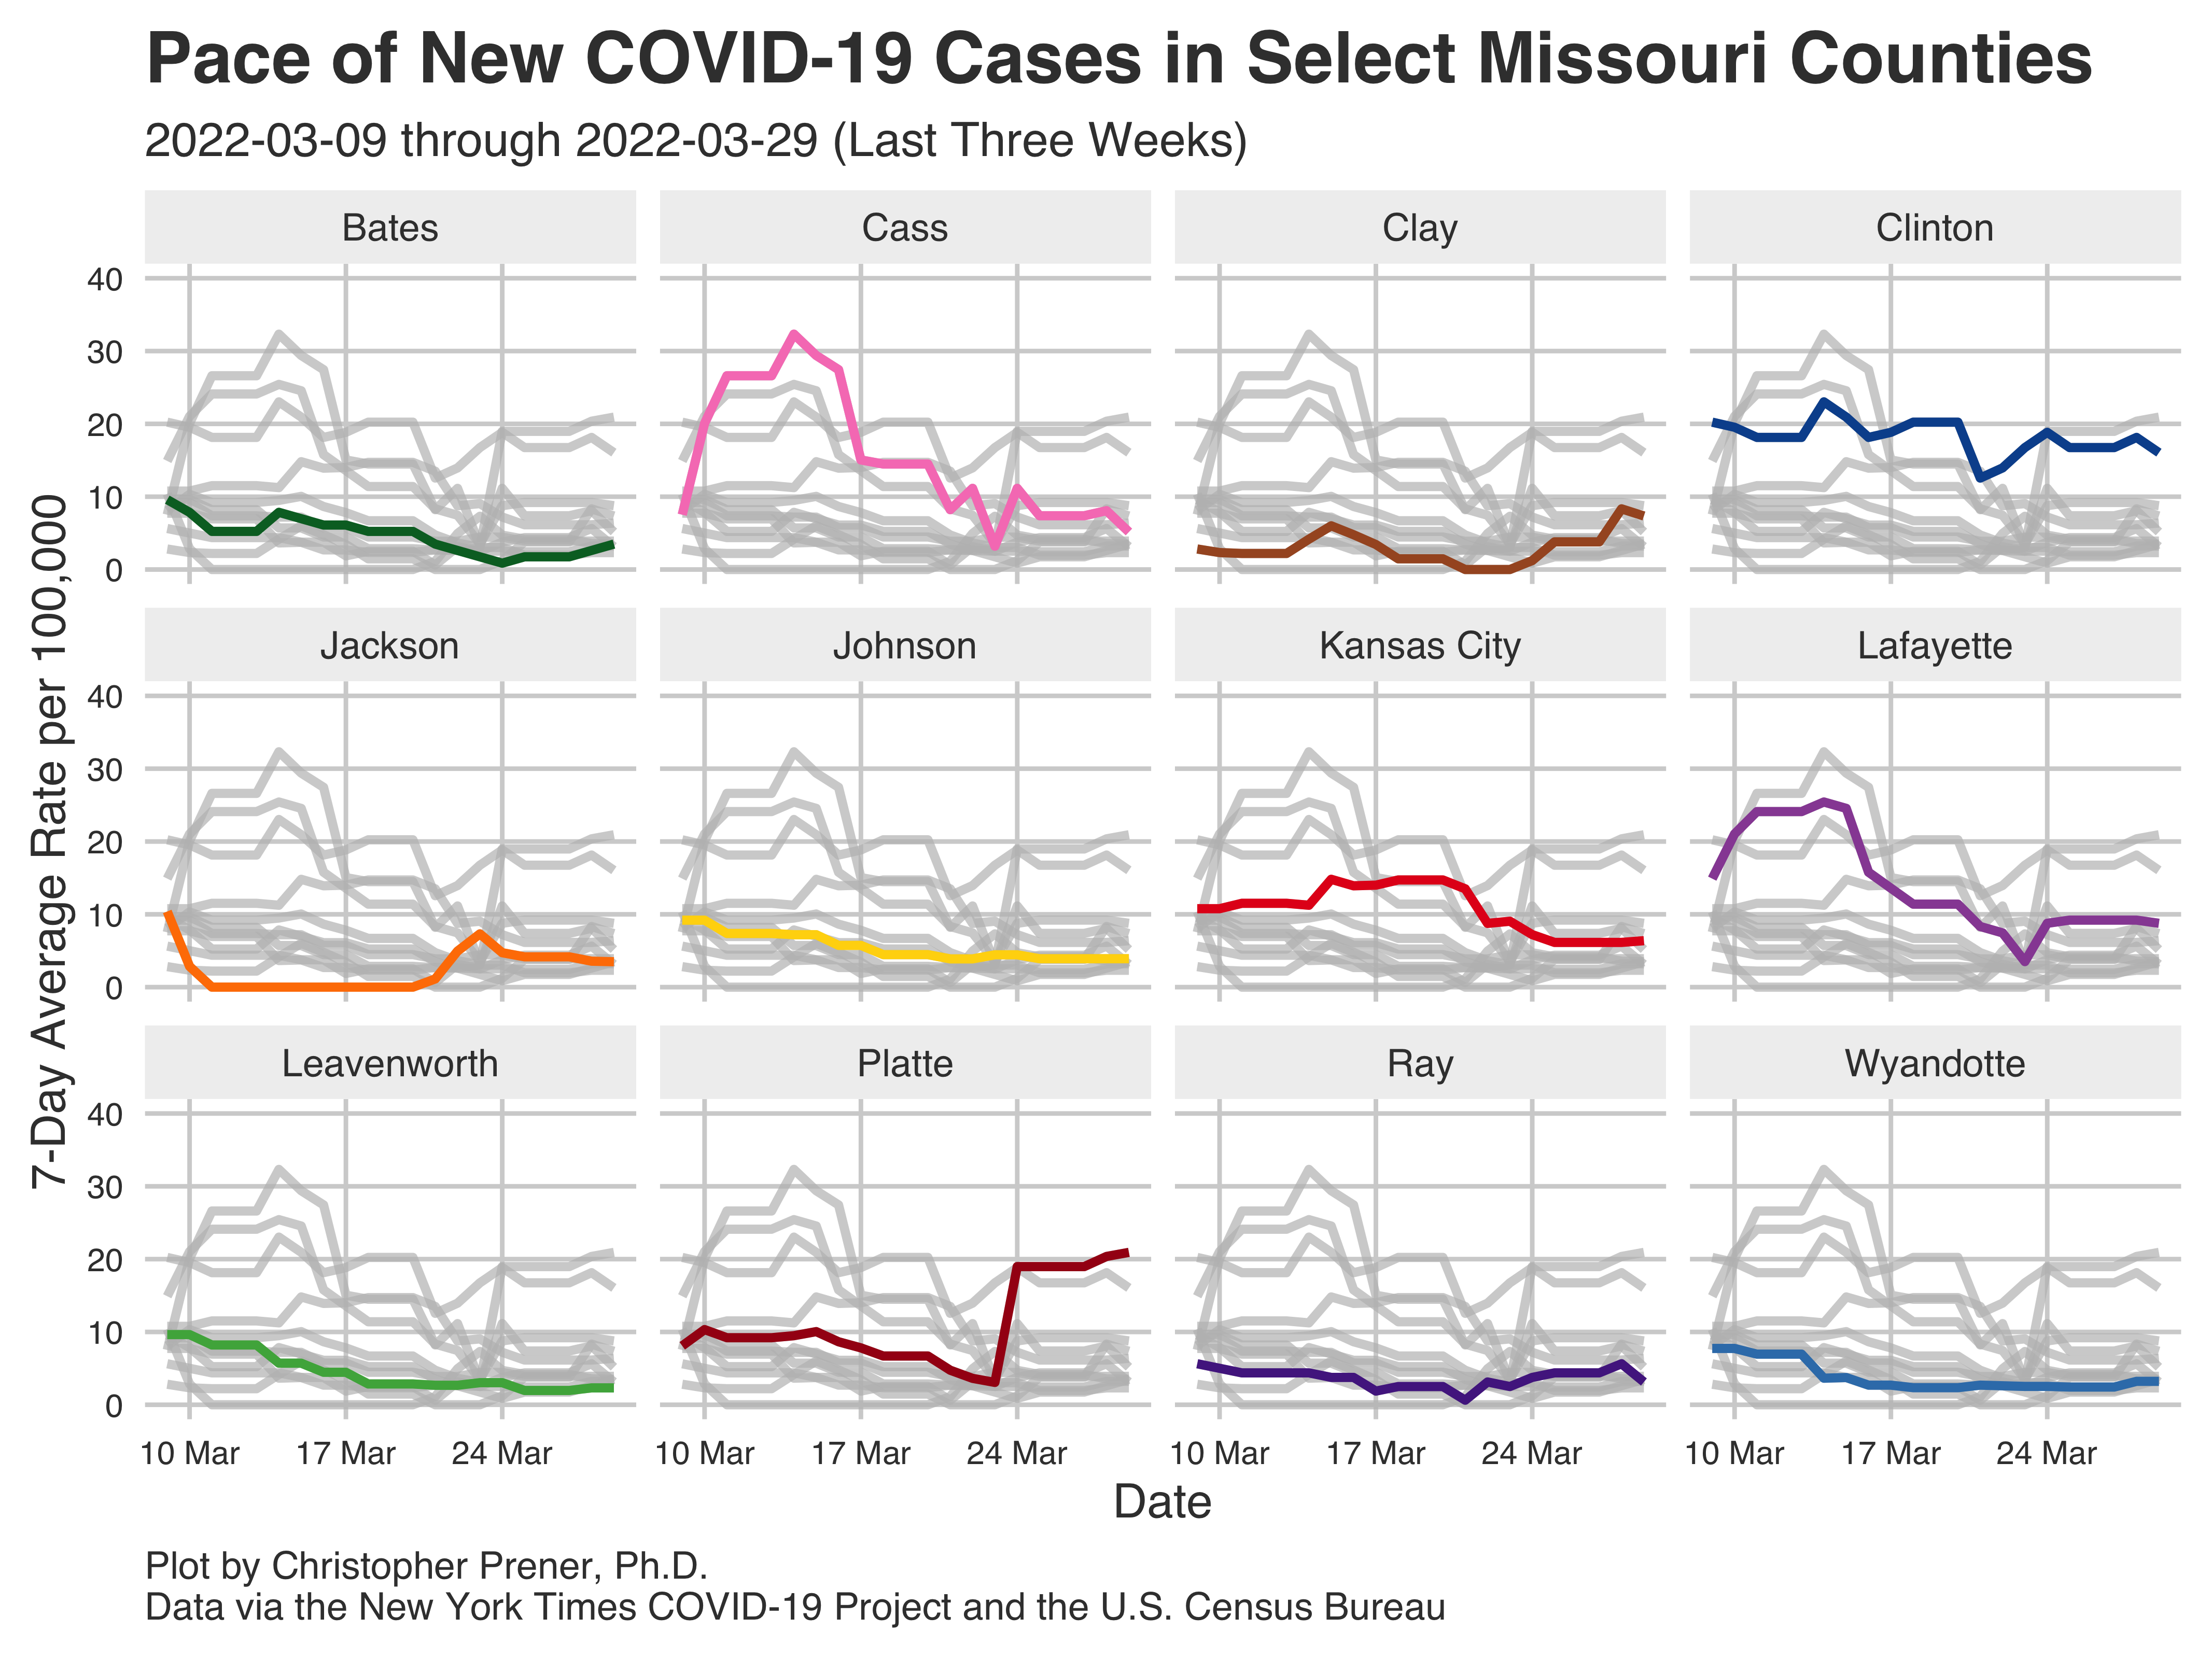 Pace of New COVID-19 Cases in Select Missouri Counties
2022-03-09 through 2022-03-29 (Last Three Weeks)
7-Day Average Rate per 100,000
Bates
Cass
Clay
Clinton
40
30
20
10
0
Jackson
Johnson
Kansas City
Lafayette
40
30
20
10
0
Leavenworth
Platte
Ray
Wyandotte
40
30
20
10
0
10 Mar 17 Mar 24 Mar
10 Mar 17 Mar 24 Mar
10 Mar 17 Mar 24 Mar
10 Mar 17 Mar 24 Mar
Date
Plot by Christopher Prener, Ph.D.
Data via the New York Times COVID-19 Project and the U.S. Census Bureau